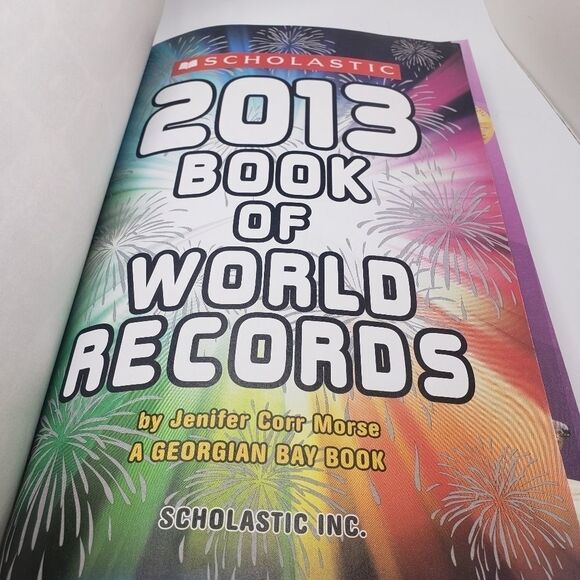 SCHOLASTIC
2013
BOOK
OF
WORLD
RECORDS
by Jenifer Corr Morse
A GEORGIAN BAY BOOK
SCHOLASTIC INC.